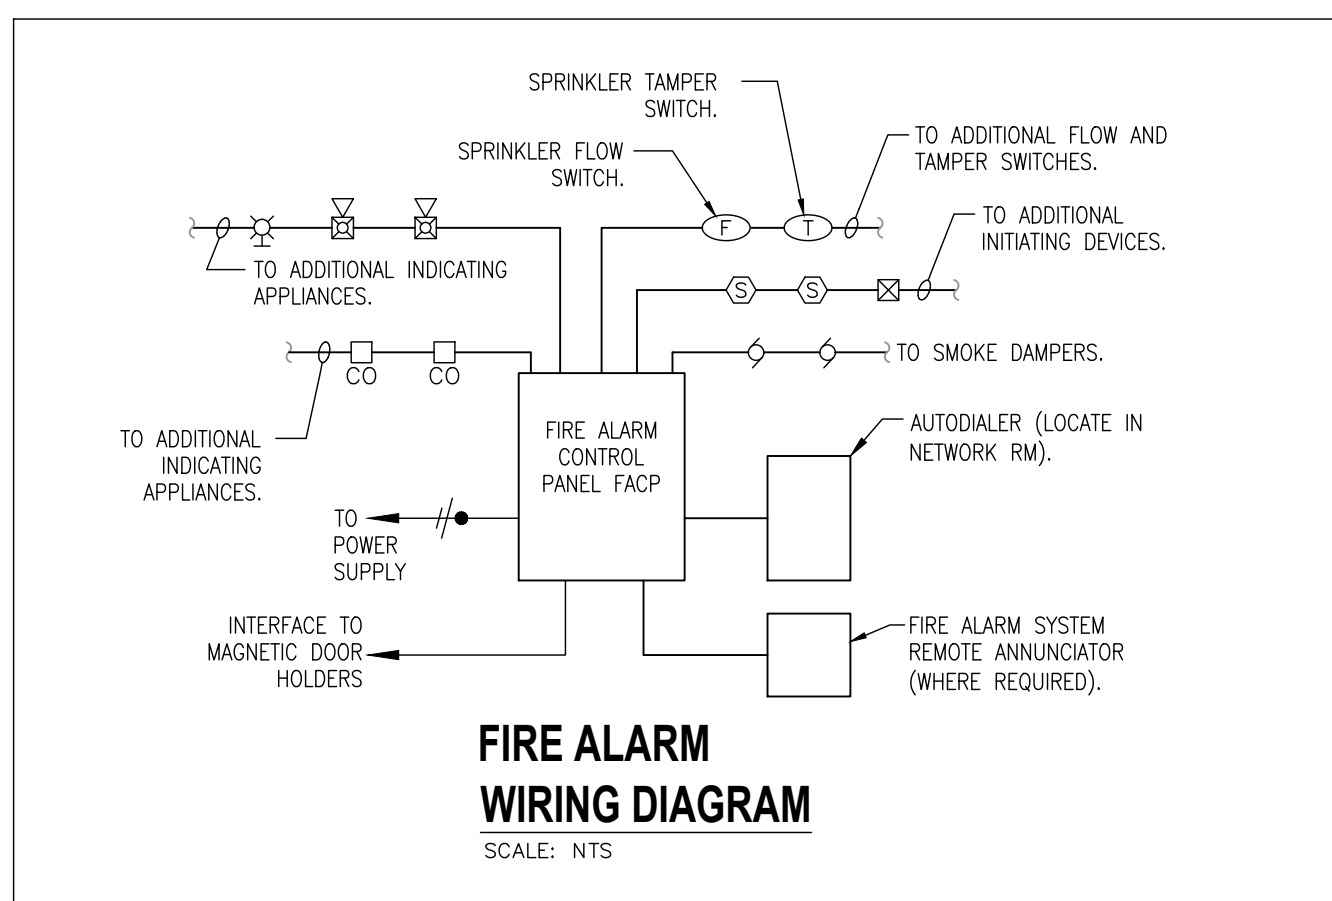 SPRINKLER TAMPER
SWITCH.
SPRINKLER FLOW
SWITCH.
TO ADDITIONAL FLOW AND
TAMPER SWITCHES.
F
T
TO ADDITIONAL
INITIATING DEVICES.
TO ADDITIONAL INDICATING
APPLIANCES.
S
S
TO SMOKE DAMPERS.
CO
CO
TO ADDITIONAL
INDICATING
APPLIANCES.
FIRE ALARM
CONTROL
PANEL FACP
AUTODIALER (LOCATE IN
NETWORK RM).
TO
POWER
SUPPLY
INTERFACE TO
MAGNETIC DOOR
HOLDERS
FIRE ALARM SYSTEM
REMOTE ANNUNCIATOR
(WHERE REQUIRED).
FIRE ALARM
WIRING DIAGRAM
SCALE: NTS